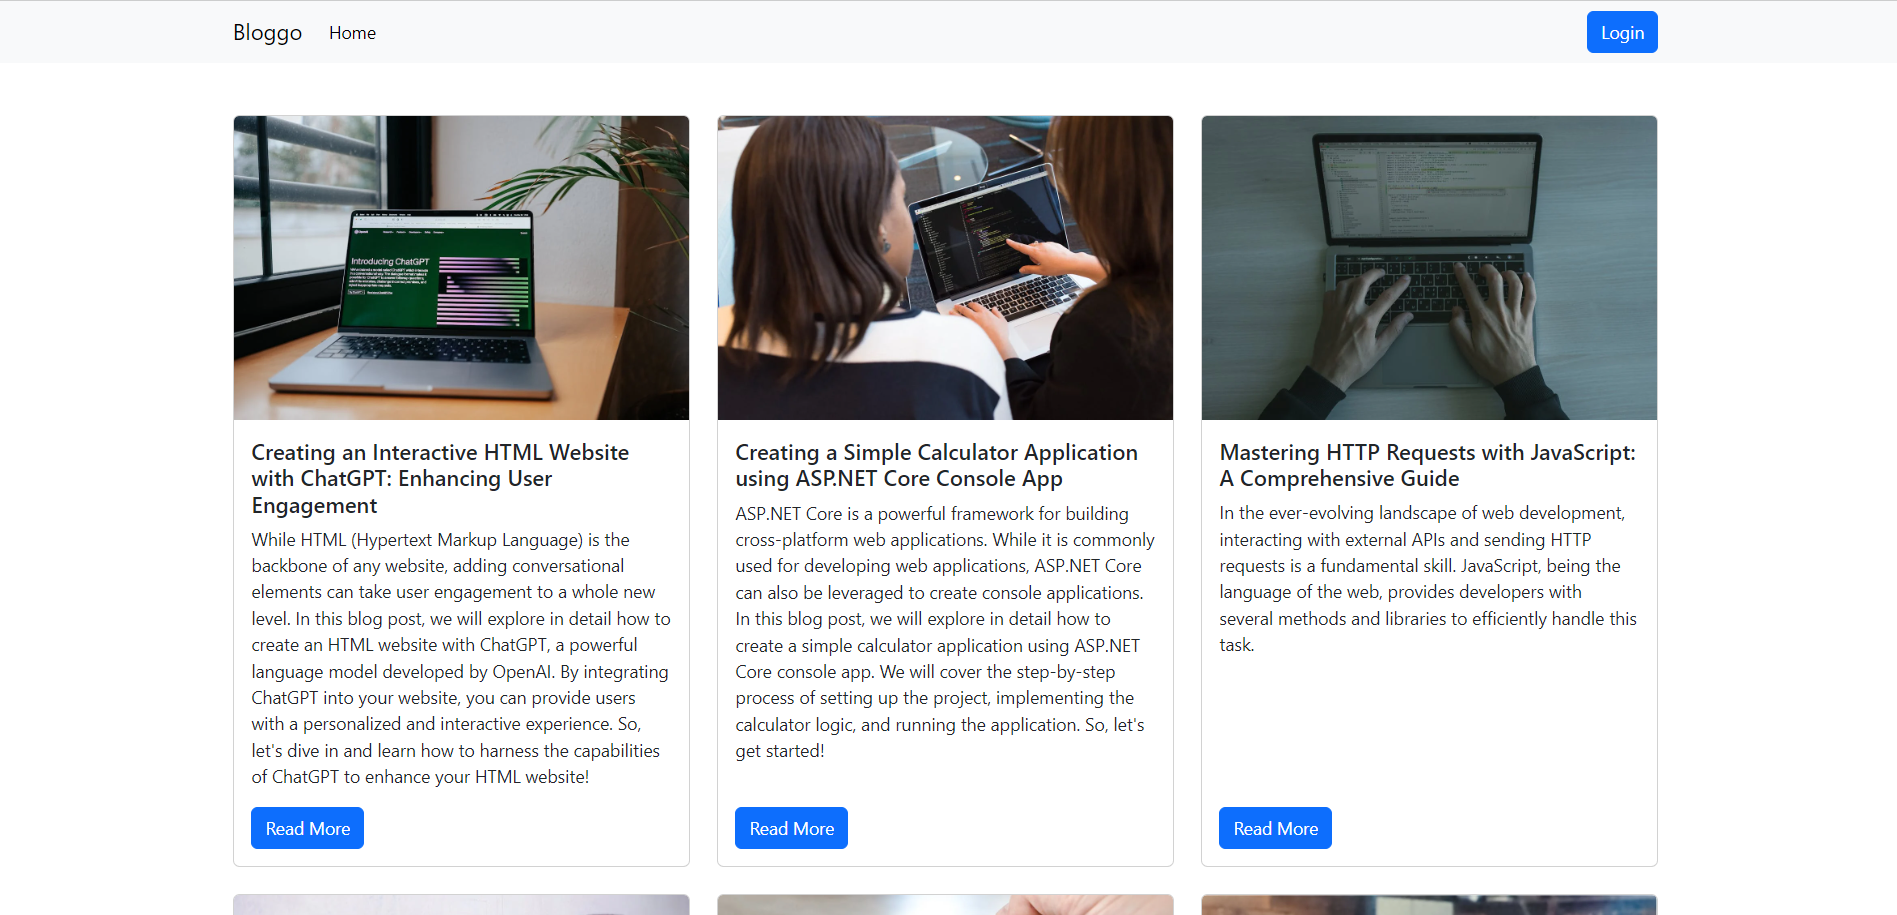 Bloggo
Home
Login
Introducing ChatGPT
Creating an Interactive HTML Website
with ChatGPT: Enhancing User
Engagement
While HTML (Hypertext Markup Language) is the
backbone of any website, adding conversational
elements can take user engagement to a whole new
level. In this blog post, we will explore in detail how to
create an HTML website with ChatGPT, a powerful
language model developed by OpenAI. By integrating
ChatGPT into your website, you can provide users
with a personalized and interactive experience. So,
let's dive in and learn how to harness the capabilities
of ChatGPT to enhance your HTML website!
Read More
Creating a Simple Calculator Application
using ASP.NET Core Console App
ASP.NET Core is a powerful framework for building
cross-platform web applications. While it is commonly
used for developing web applications, ASP.NET Core
can also be leveraged to create console applications.
In this blog post, we will explore in detail how to
create a simple calculator application using ASP.NET
Core console app. We will cover the step-by-step
process of setting up the project, implementing the
calculator logic, and running the application. So, let's
get started!
Read More
Mastering HTTP Requests with JavaScript:
A Comprehensive Guide
In the ever-evolving landscape of web development,
interacting with external APIs and sending HTTP
requests is a fundamental skill. JavaScript, being the
language of the web, provides developers with
several methods and libraries to efficiently handle this
task.
Read More